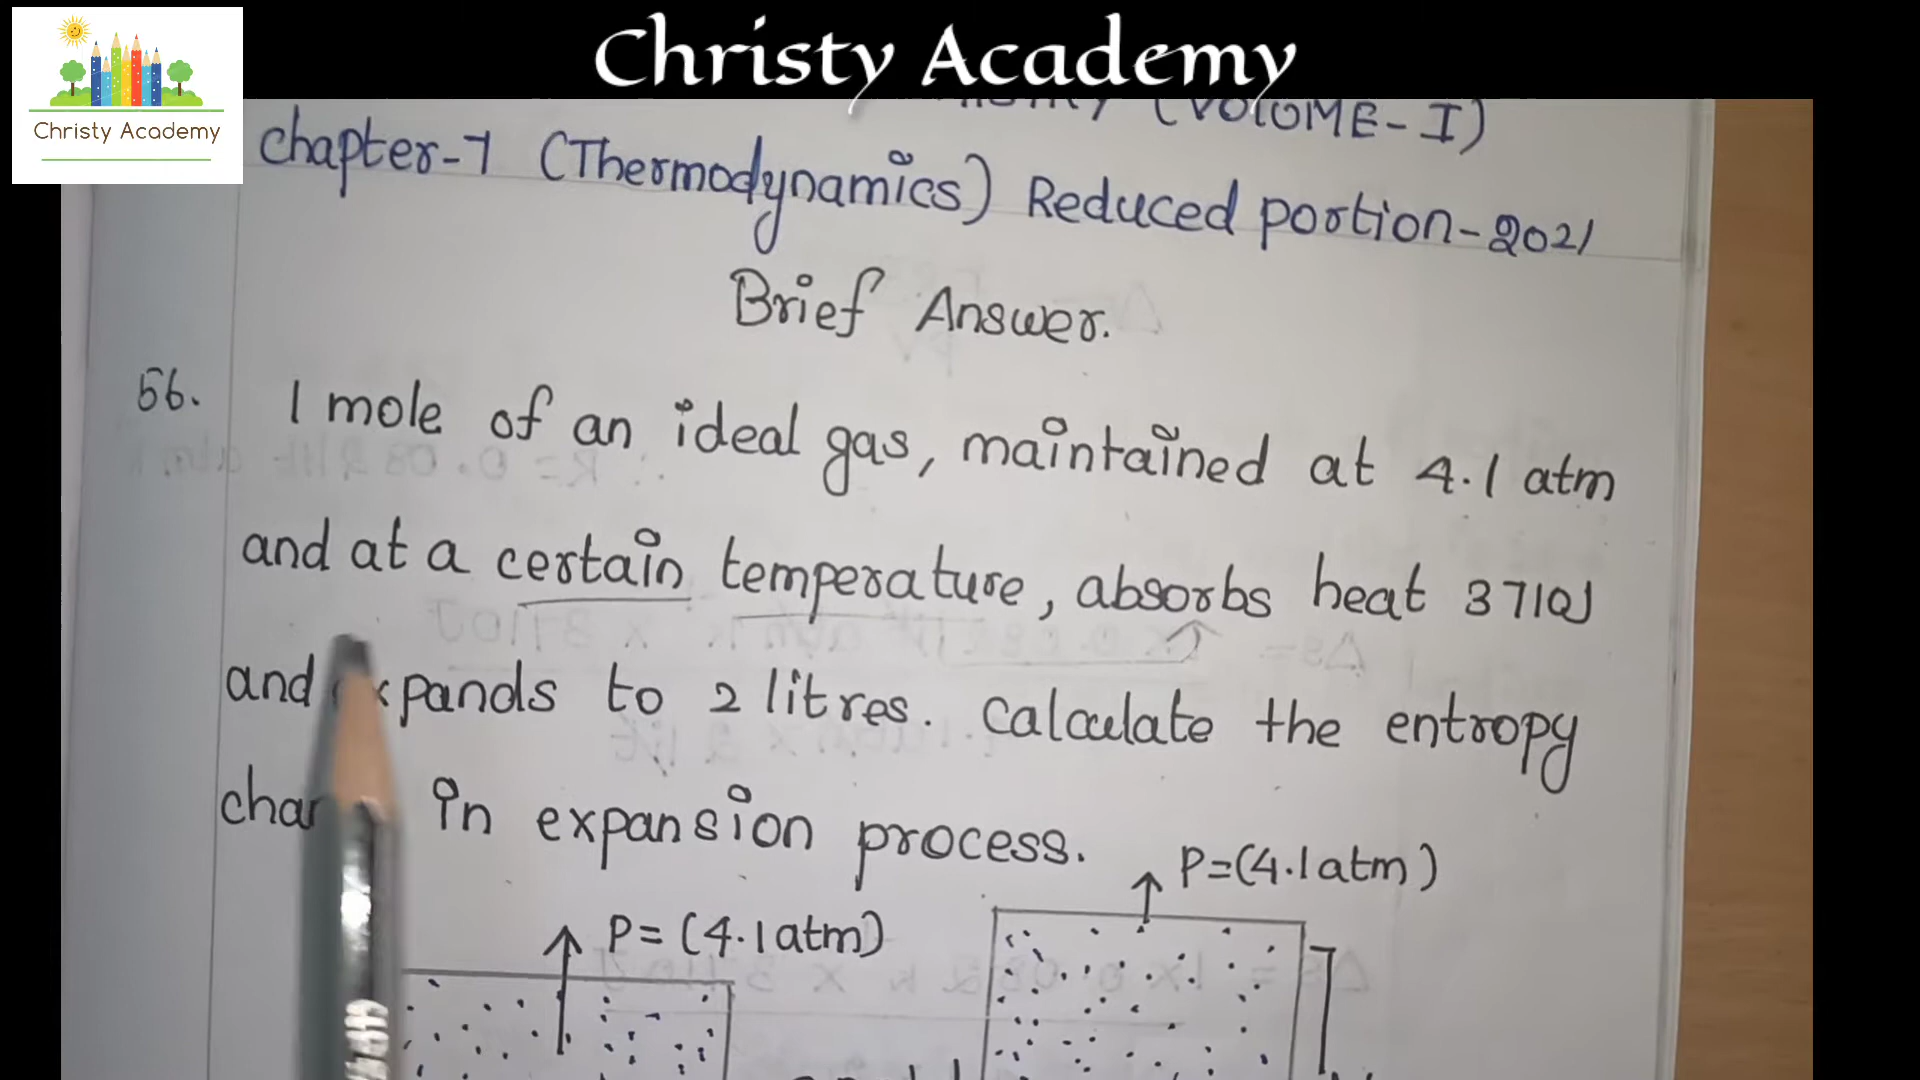 Christy Academy
Christy Academy
(VOLUME-I)
Chapter-7 (Thermodynamics) Reduced portion-2021
Brief Answer.
56. 1 mole of an ideal gas, maintained at 4.1 atm
and at a certain temperature, absorbs heat 3710J
and expands to 2 litres. Calculate the entropy
in expansion process.
P=(4.1atm)
P=(4.1atm)